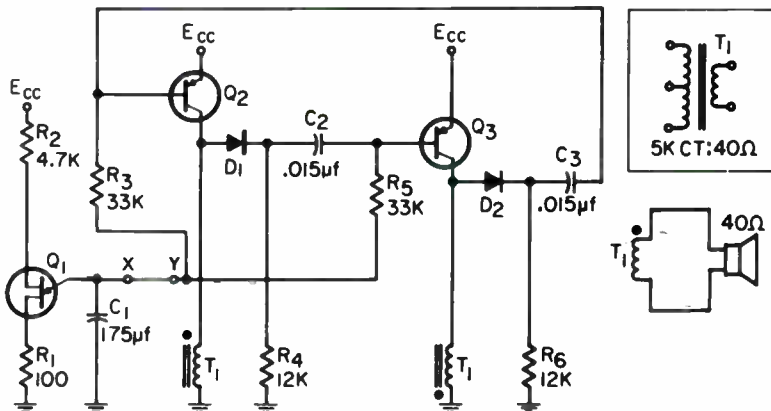 ECC
Q2
ECC
R2
4.7K
R3
33K
D1
C2
.015µf
R5
33K
ECC
Q3
D2
C3
.015µf
T1
5K CT:40Ω
T1
40Ω
Q1
X
Y
C1
175µf
R1
100
T1
R4
12K
T1
R6
12K